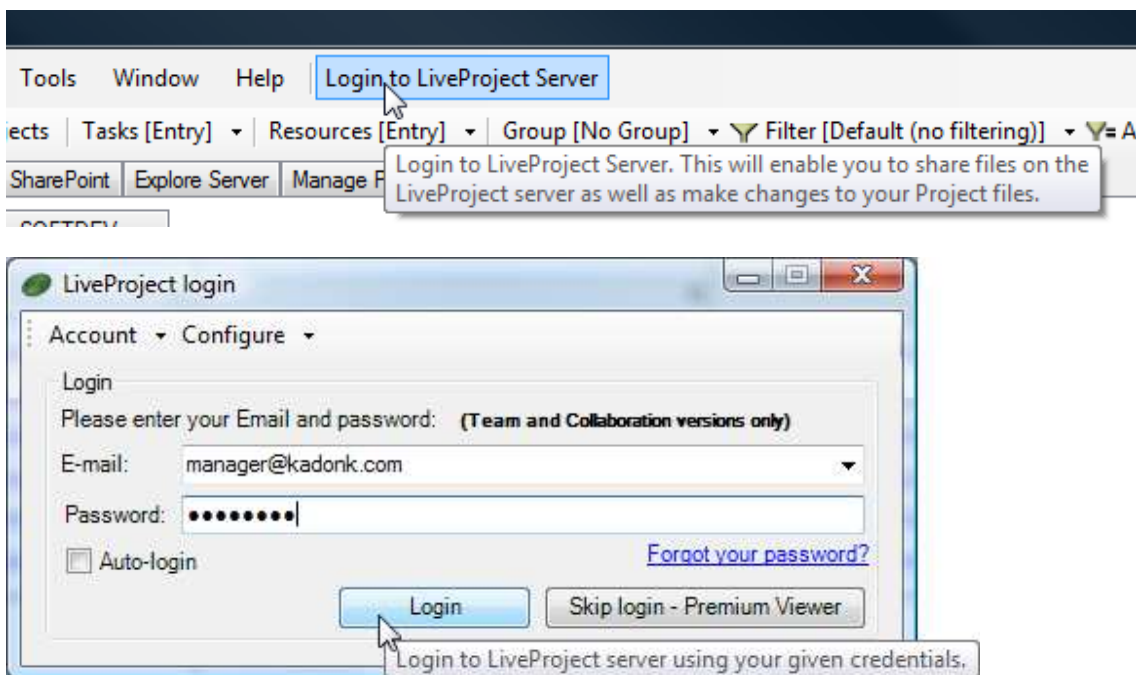 Tools Window Help Login to LiveProject Server
ects Tasks [Entry] Resources [Entry] Group [No Group] Filter [Default (no filtering)] A
SharePoint Explore Server Manage P
Login to LiveProject Server. This will enable you to share files on the
LiveProject server as well as make changes to your Project files.
LiveProject login
Account Configure
Login
Please enter your Email and password: (Team and Collaboration versions only)
E-mail: manager@kadonk.com
Password: ••••••••
Auto-login Forgot your password?
Login Skip login - Premium Viewer
Login to LiveProject server using your given credentials.